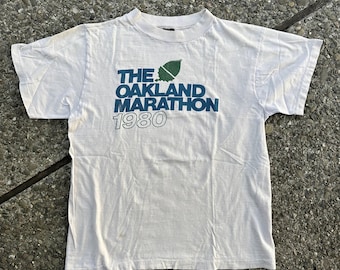 THE
OAKLAND
MARATHON
1980